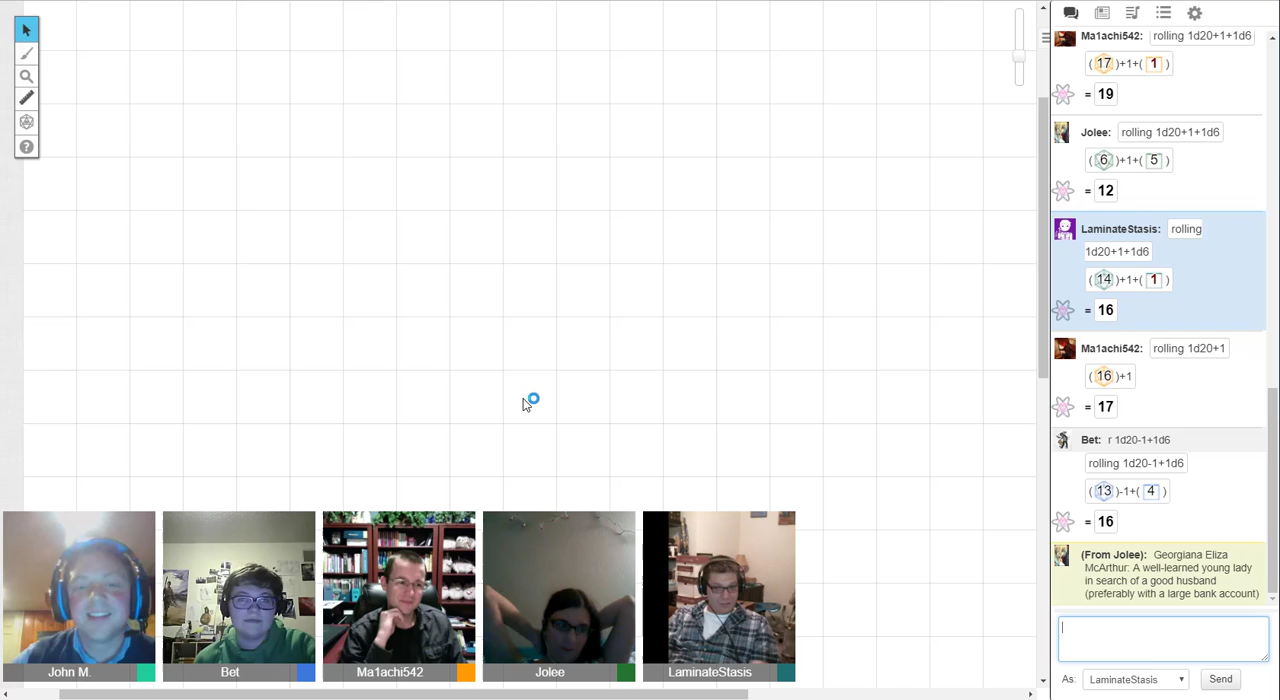 Ma1achi542: rolling 1d20+1+1d6
(17)+1+(1)
= 19
Jolee: rolling 1d20+1+1d6
(6)+1+(5)
= 12
LaminateStasis: rolling
1d20+1+1d6
(14)+1+(1)
= 16
Ma1achi542: rolling 1d20+1
(16)+1
= 17
Bet: r 1d20-1+1d6
rolling 1d20-1+1d6
(13)-1+(4)
= 16
(From Jolee): Georgiana Eliza
McArthur: A well-learned young lady
in search of a good husband
(preferably with a large bank account)
As: LaminateStasis Send
John M.
Bet
Ma1achi542
Jolee
LaminateStasis